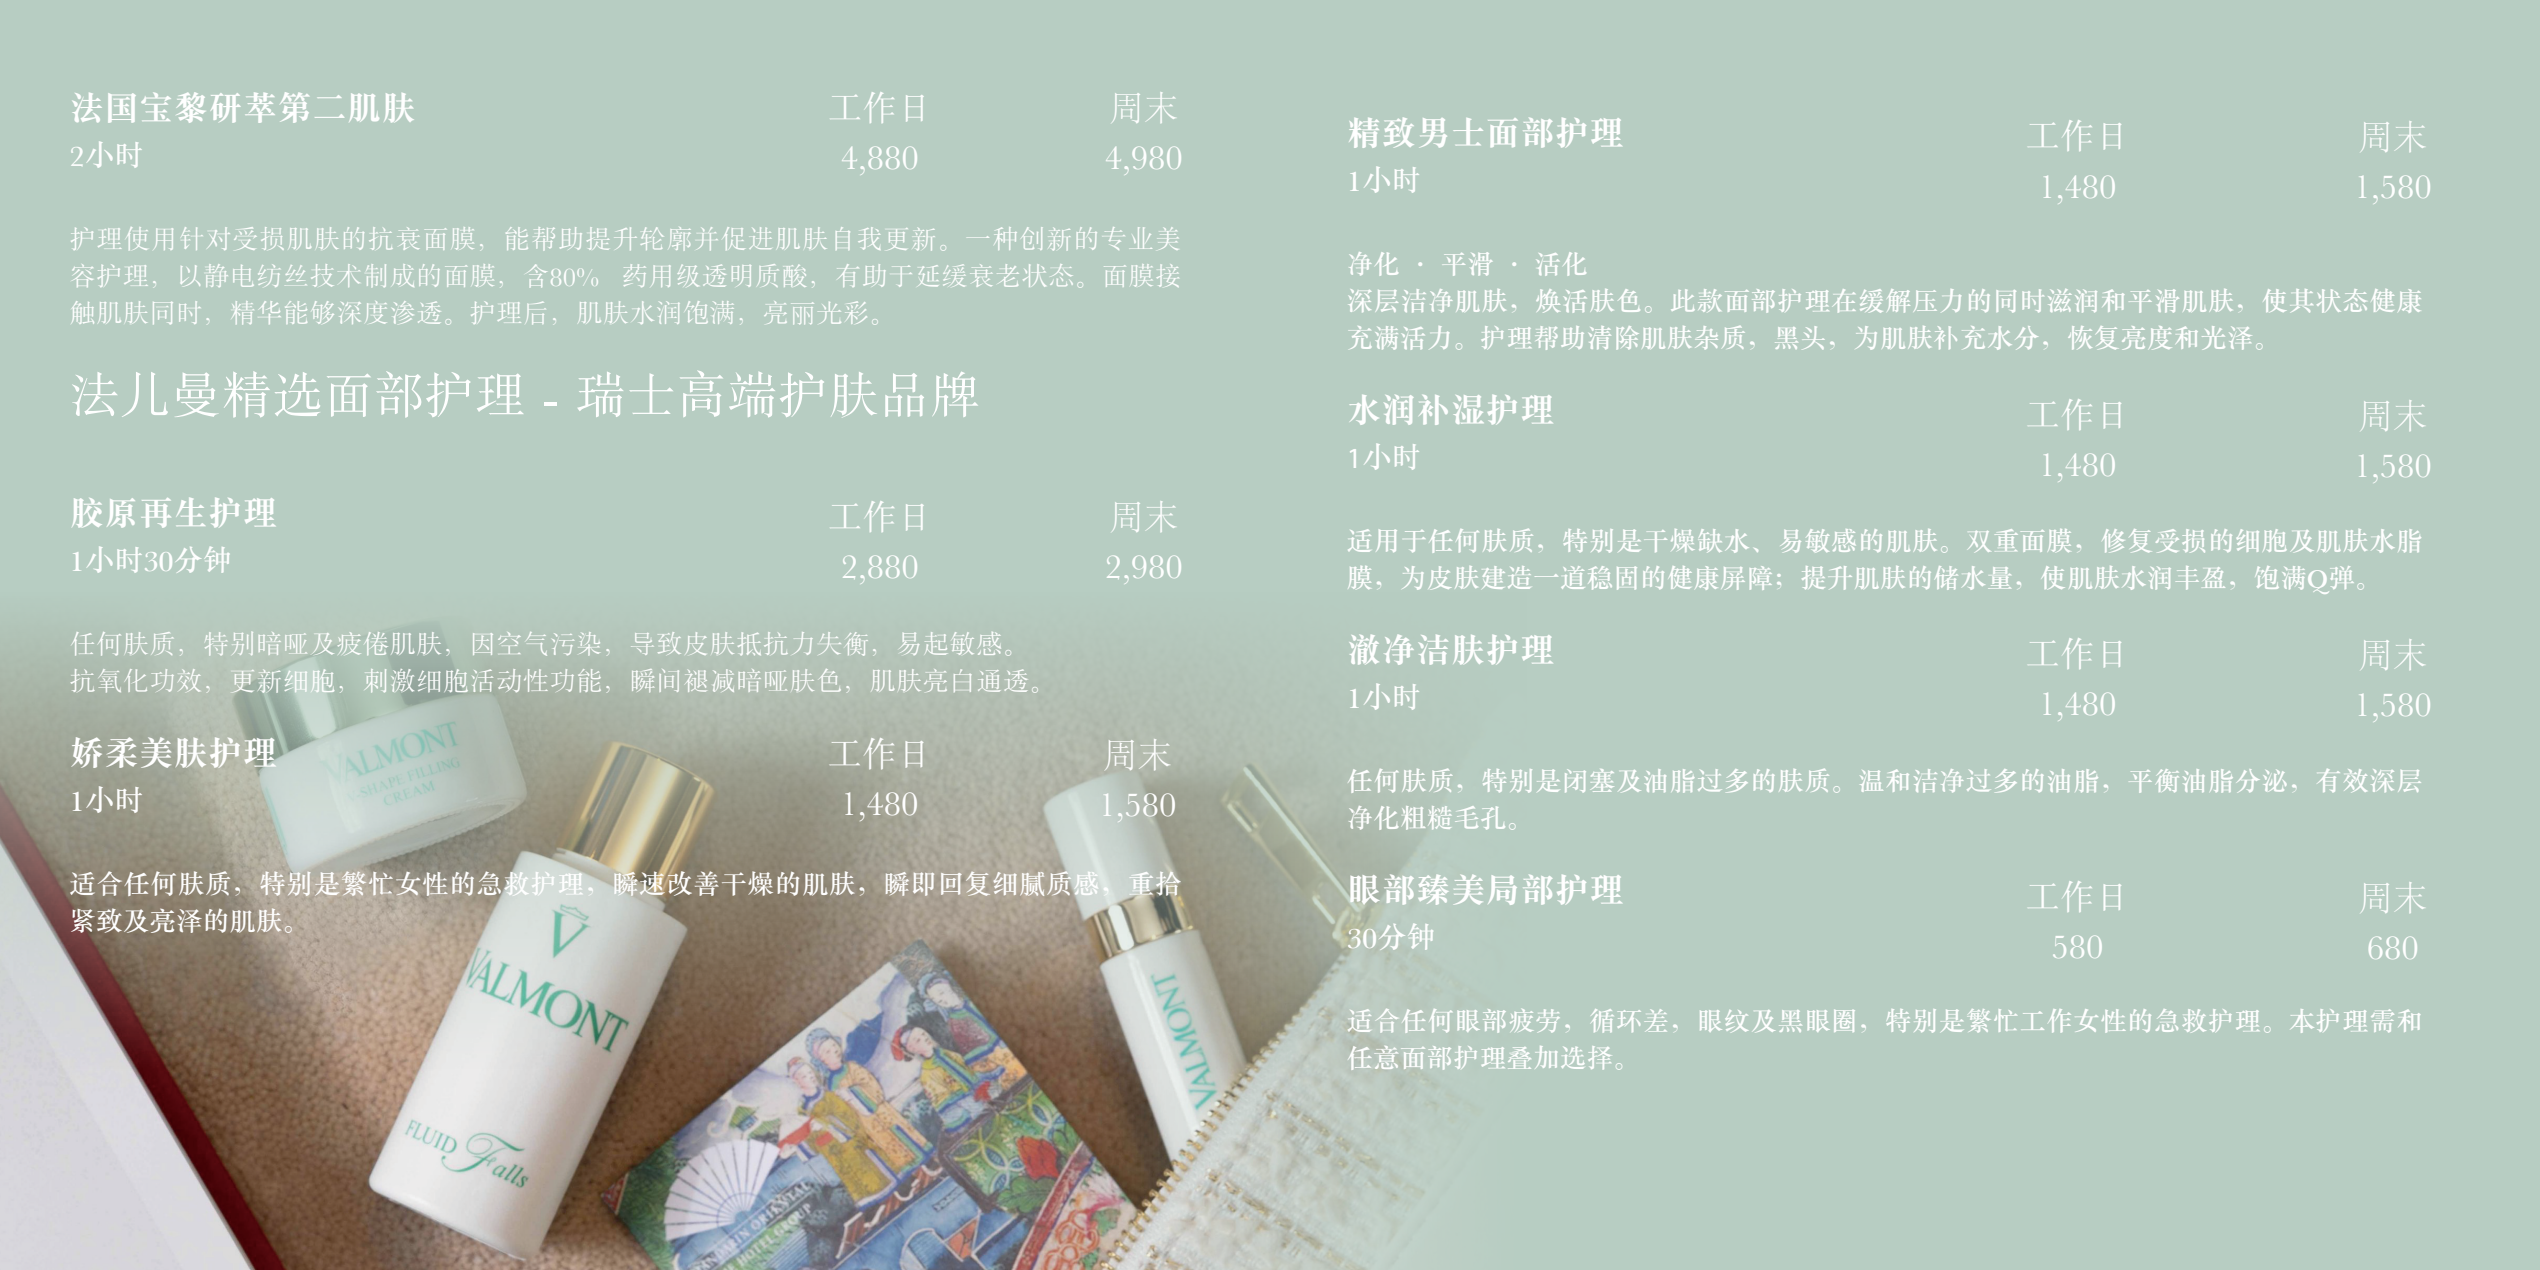 法国宝黎研萃第二肌肤 工作日 周末
2小时 4,880 4,980
护理使用针对受损肌肤的抗衰面膜，能帮助提升轮廓并促进肌肤自我更新。一种创新的专业美
容护理，以静电纺丝技术制成的面膜，含80% 药用级透明质酸，有助于延缓衰老状态。面膜接
触肌肤同时，精华能够深度渗透。护理后，肌肤水润饱满，亮丽光彩。
法儿曼精选面部护理 - 瑞士高端护肤品牌
胶原再生护理 工作日 周末
1小时30分钟 2,880 2,980
任何肤质，特别暗哑及疲倦肌肤，因空气污染，导致皮肤抵抗力失衡，易起敏感。
抗氧化功效，更新细胞，刺激细胞活动性功能，瞬间褪减暗哑肤色，肌肤亮白通透。
娇柔美肤护理 工作日 周末
1小时 1,480 1,580
适合任何肤质，特别是繁忙女性的急救护理，瞬速改善干燥的肌肤，瞬即回复细腻质感，重拾
紧致及亮泽的肌肤。
VALMONT
V-SHAPE FILLING
CREAM
V
VALMONT
FLUID Falls
VALMONT
MANDARIN ORIENTAL
HOTEL GROUP
精致男士面部护理 工作日 周末
1小时 1,480 1,580
净化 · 平滑 · 活化
深层洁净肌肤，焕活肤色。此款面部护理在缓解压力的同时滋润和平滑肌肤，使其状态健康
充满活力。护理帮助清除肌肤杂质，黑头，为肌肤补充水分，恢复亮度和光泽。
水润补湿护理 工作日 周末
1小时 1,480 1,580
适用于任何肤质，特别是干燥缺水、易敏感的肌肤。双重面膜，修复受损的细胞及肌肤水脂
膜，为皮肤建造一道稳固的健康屏障；提升肌肤的储水量，使肌肤水润丰盈，饱满Q弹。
澈净洁肤护理 工作日 周末
1小时 1,480 1,580
任何肤质，特别是闭塞及油脂过多的肤质。温和洁净过多的油脂，平衡油脂分泌，有效深层
净化粗糙毛孔。
眼部臻美局部护理 工作日 周末
30分钟 580 680
适合任何眼部疲劳，循环差，眼纹及黑眼圈，特别是繁忙工作女性的急救护理。本护理需和
任意面部护理叠加选择。